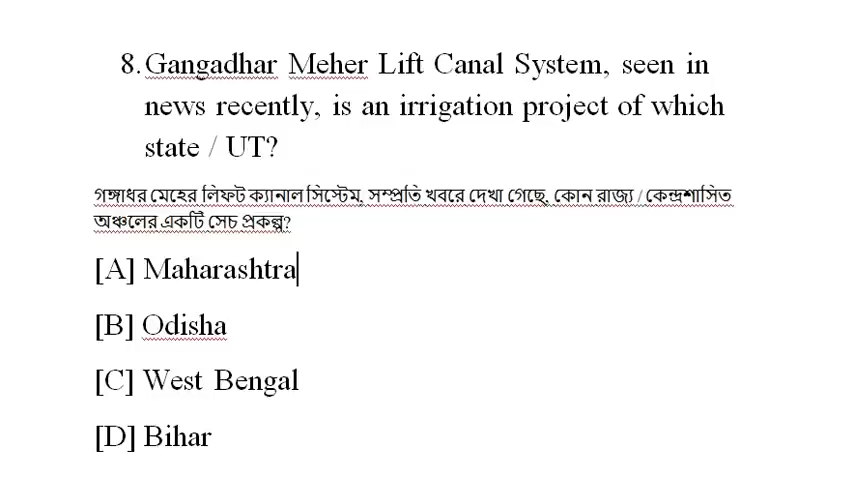 8. Gangadhar Meher Lift Canal System, seen in
news recently, is an irrigation project of which
state / UT?
গঙ্গাধর মেহের লিফট ক্যানাল সিস্টেম, সম্প্রতি খবরে দেখা গেছে, কোন রাজ্য / কেন্দ্রশাসিত
অঞ্চলের একটি সেচ প্রকল্প?
[A] Maharashtra
[B] Odisha
[C] West Bengal
[D] Bihar